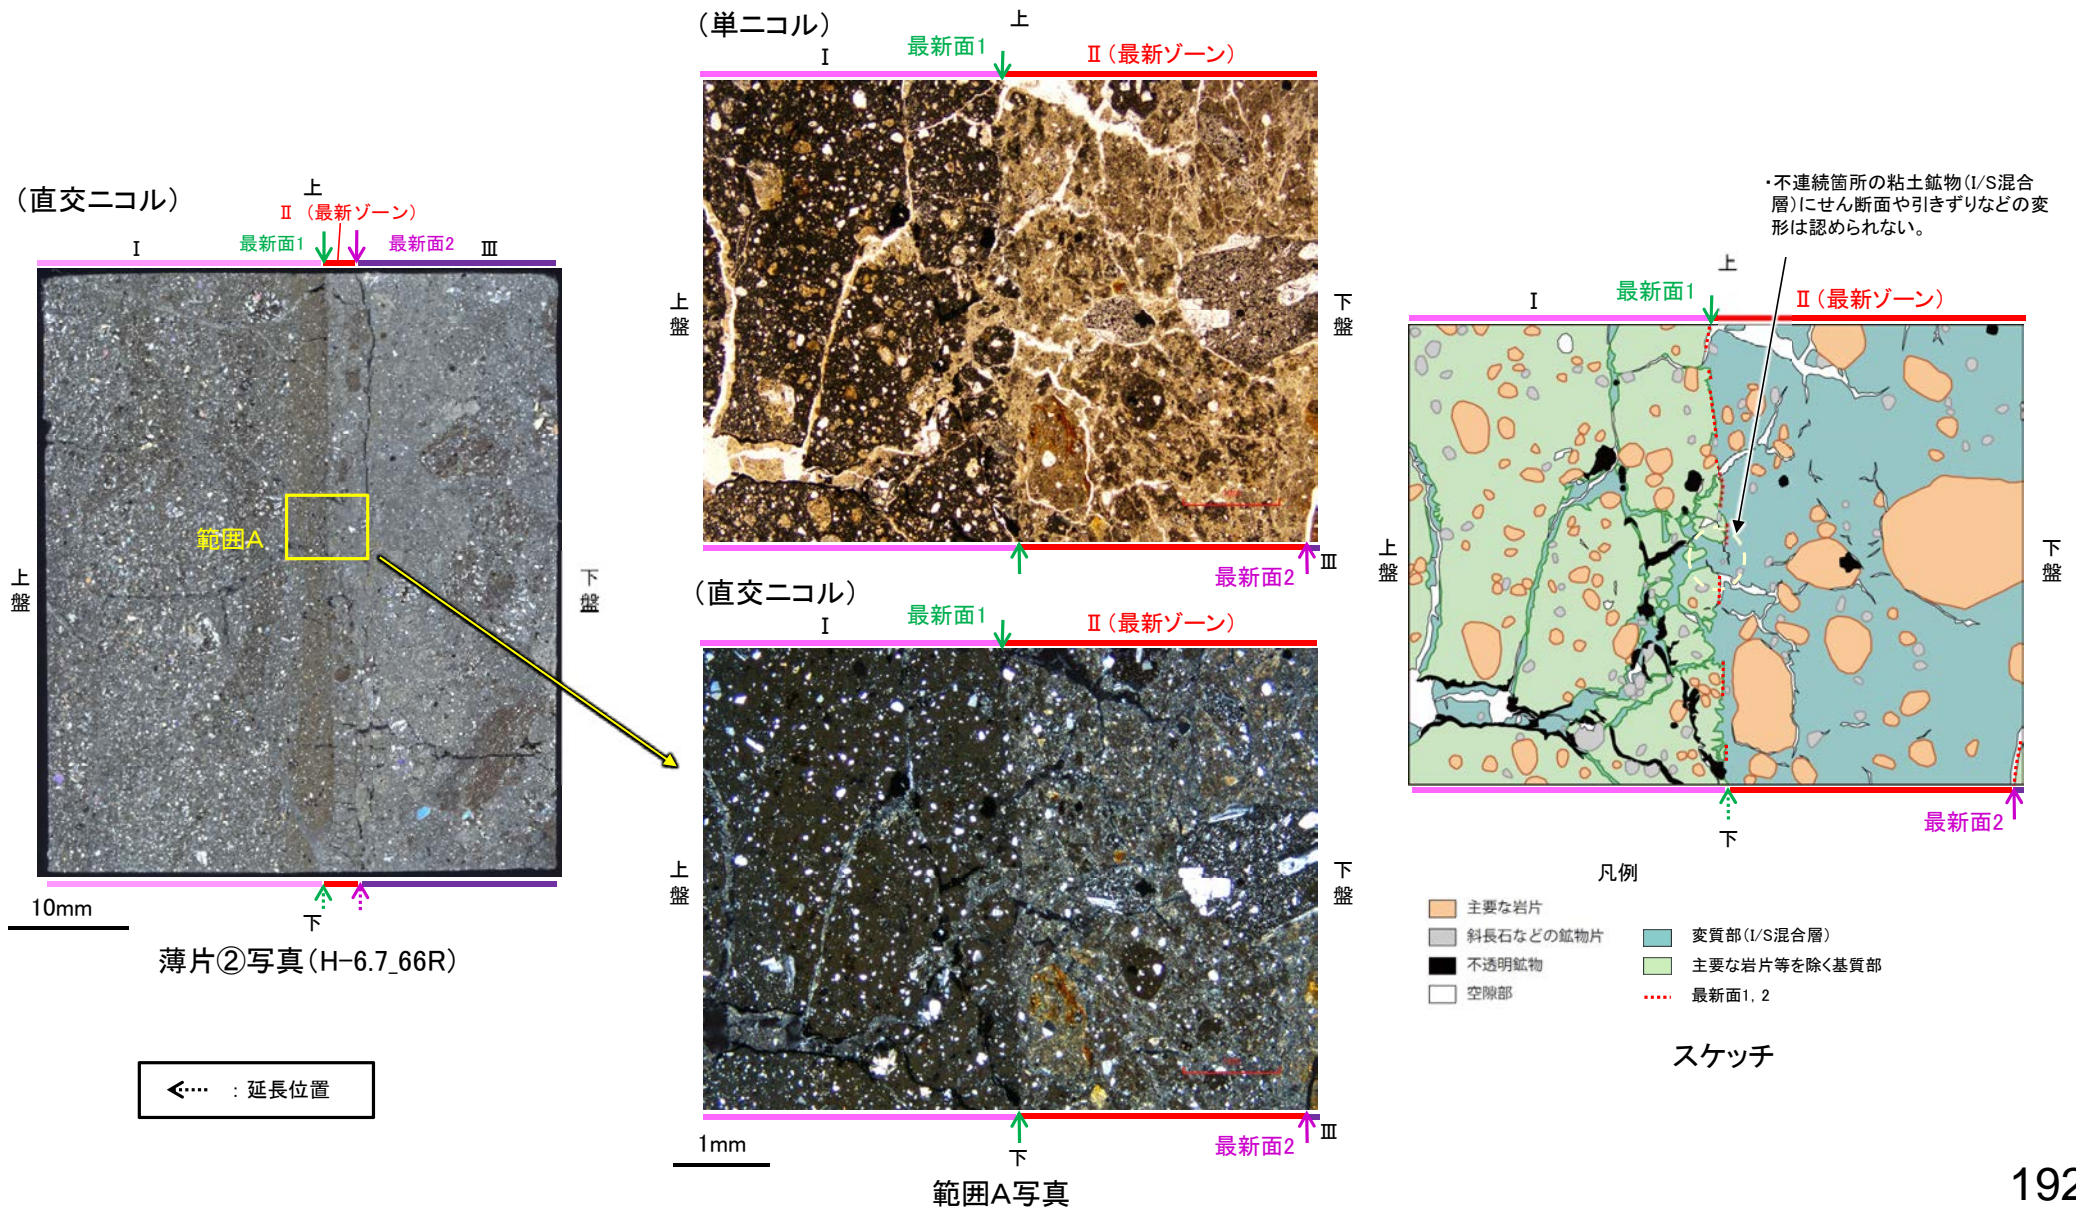 (直交ニコル)
上
Ⅱ (最新ゾーン)
Ⅰ
最新面1
最新面2
Ⅲ
上盤
範囲A
下盤
下
10mm
薄片②写真(H-6.7_66R)
:延長位置
(単ニコル)
上
最新面1
Ⅰ
Ⅱ(最新ゾーン)
上盤
下盤
最新面2
Ⅲ
(直交ニコル)
最新面1
Ⅰ
Ⅱ(最新ゾーン)
上盤
下盤
最新面2
Ⅲ
1mm
下
範囲A写真
・不連続箇所の粘土鉱物(I/S混合
層)にせん断面や引きずりなどの変
形は認められない。
上
最新面1
Ⅰ
Ⅱ(最新ゾーン)
上盤
下盤
最新面2
下
凡例
主要な岩片
斜長石などの鉱物片
不透明鉱物
空隙部
変質部(I/S混合層)
主要な岩片等を除く基質部
最新面1, 2
スケッチ
192